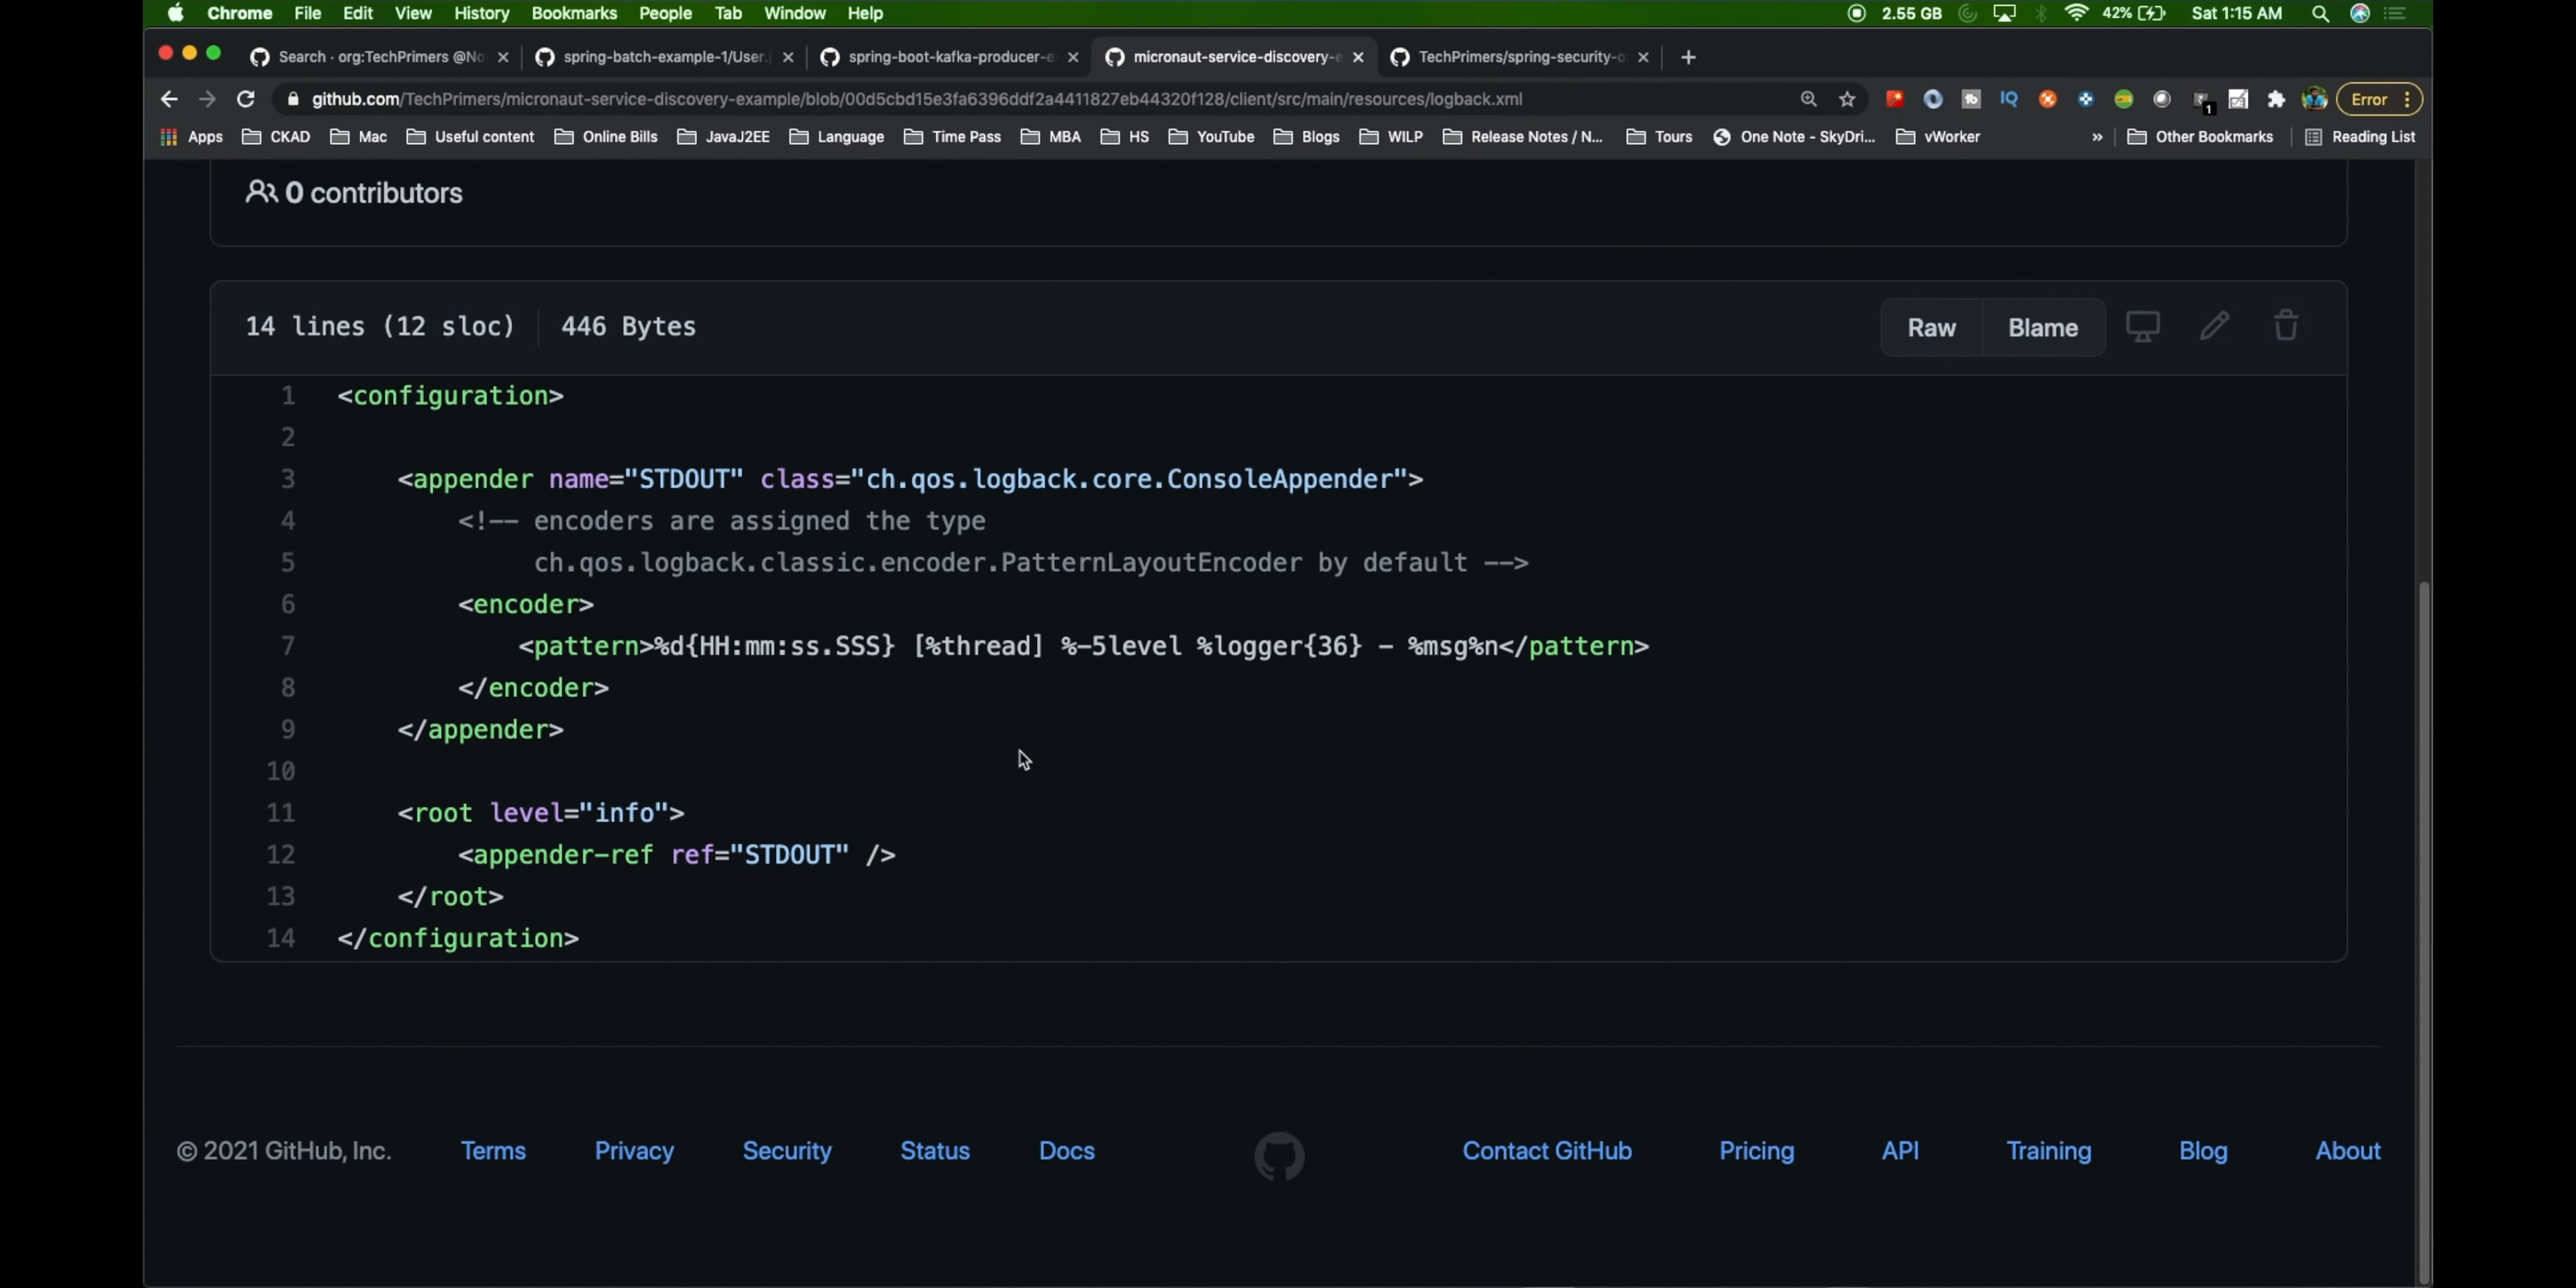 Chrome File Edit View History Bookmarks People Tab Window Help 2.55 GB 42% Sat 1:15 AM
Search · org:TechPrimers @No spring-batch-example-1/User. spring-boot-kafka-producer-e micronaut-service-discovery-e TechPrimers/spring-security-o
github.com/TechPrimers/micronaut-service-discovery-example/blob/00d5cbd15e3fa6396ddf2a4411827eb44320f128/client/src/main/resources/logback.xml IQ 1 Error
Apps CKAD Mac Useful content Online Bills JavaJ2EE Language Time Pass MBA HS YouTube Blogs WILP Release Notes / N... Tours One Note - SkyDri... vWorker » Other Bookmarks Reading List
0 contributors
14 lines (12 sloc) 446 Bytes Raw Blame
1 <configuration>
2
3 <appender name="STDOUT" class="ch.qos.logback.core.ConsoleAppender">
4 <!-- encoders are assigned the type
5 ch.qos.logback.classic.encoder.PatternLayoutEncoder by default -->
6 <encoder>
7 <pattern>%d{HH:mm:ss.SSS} [%thread] %-5level %logger{36} - %msg%n</pattern>
8 </encoder>
9 </appender>
10
11 <root level="info">
12 <appender-ref ref="STDOUT" />
13 </root>
14 </configuration>
© 2021 GitHub, Inc. Terms Privacy Security Status Docs Contact GitHub Pricing API Training Blog About